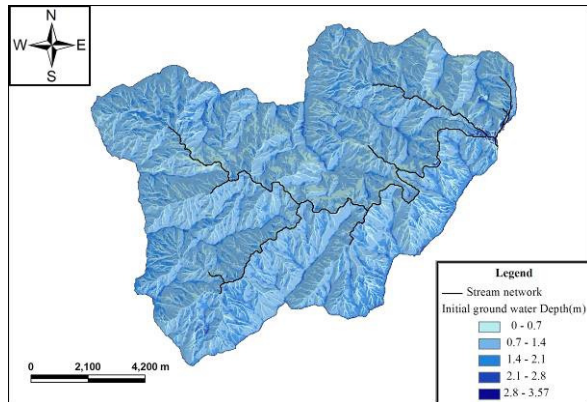 N
W E
S
Legend
Stream network
Initial ground water Depth(m)
0 - 0.7
0.7 - 1.4
1.4 - 2.1
2.1 - 2.8
2.8 - 3.57
0 2,100 4,200 m